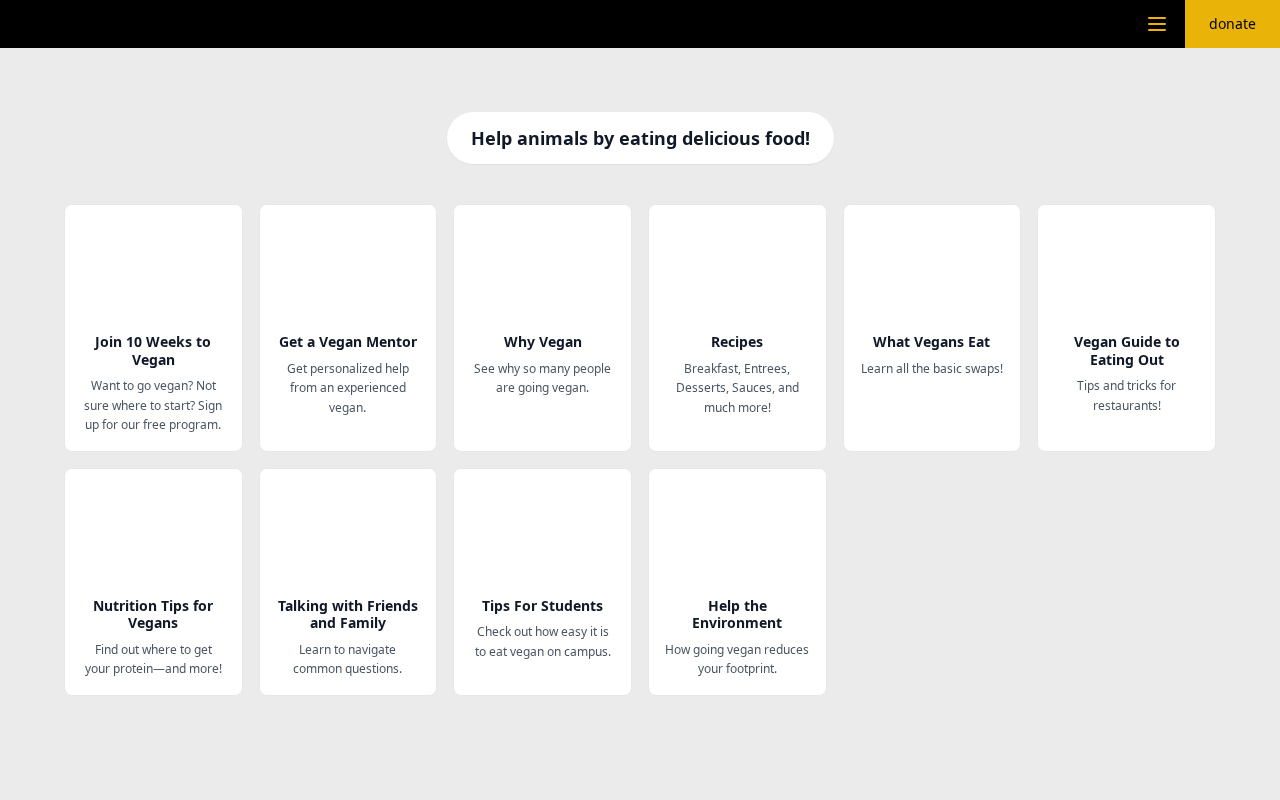 donate
Help animals by eating delicious food!
Join 10 Weeks to
Vegan
Want to go vegan? Not
sure where to start? Sign
up for our free program.
Get a Vegan Mentor
Get personalized help
from an experienced
vegan.
Why Vegan
See why so many people
are going vegan.
Recipes
Breakfast, Entrees,
Desserts, Sauces, and
much more!
What Vegans Eat
Learn all the basic swaps!
Vegan Guide to
Eating Out
Tips and tricks for
restaurants!
Nutrition Tips for
Vegans
Find out where to get
your protein—and more!
Talking with Friends
and Family
Learn to navigate
common questions.
Tips For Students
Check out how easy it is
to eat vegan on campus.
Help the
Environment
How going vegan reduces
your footprint.